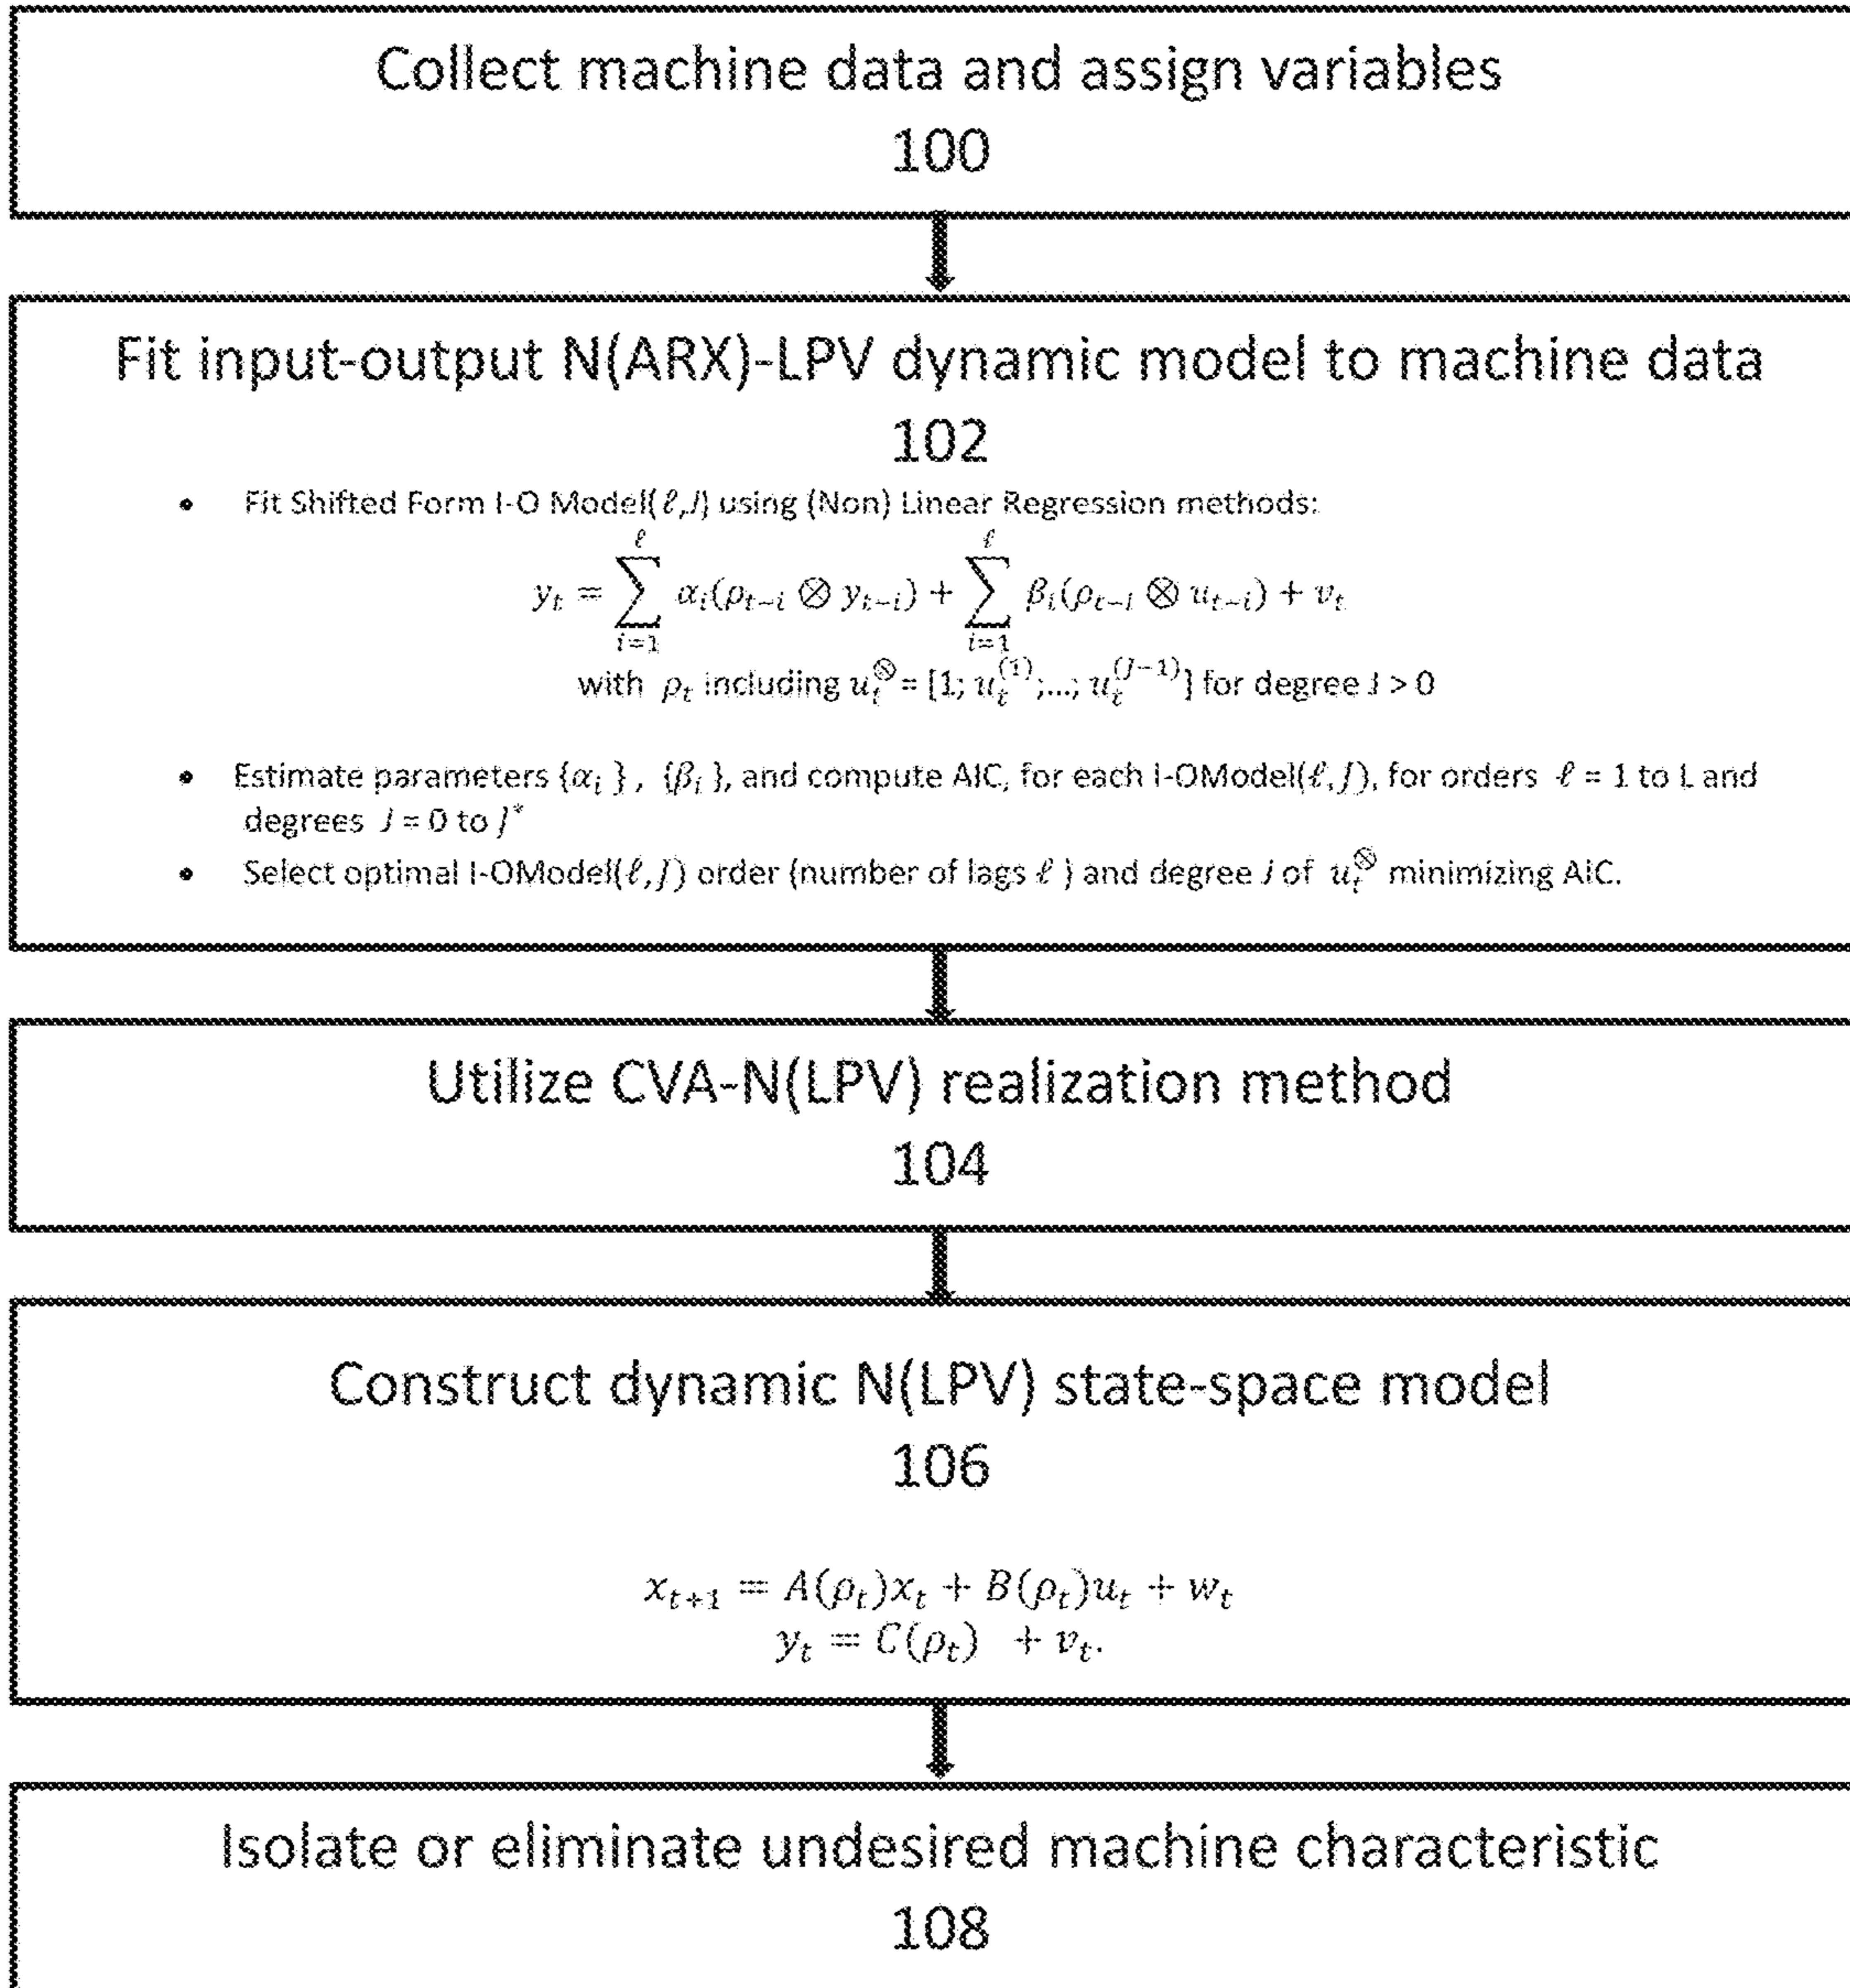 Collect machine data and assign variables
100
Fit input-output N(ARX)-LPV dynamic model to machine data
102
• Fit Shifted Form I-O Model(ℓ,J) using (Non) Linear Regression methods:
y_t = ∑_{i=1}^{ℓ} α_i(ρ_{t-i} ⊗ y_{t-i}) + ∑_{i=1}^{ℓ} β_i(ρ_{t-i} ⊗ u_{t-i}) + v_t
with ρ_t including u_t^⊗ = [1; u_t^{(1)};...; u_t^{(J-1)}] for degree J > 0
• Estimate parameters {α_i}, {β_i}, and compute AIC, for each I-OModel(ℓ,J), for orders ℓ = 1 to L and
degrees J = 0 to J*
• Select optimal I-OModel(ℓ,J) order (number of lags ℓ ) and degree J of u_t^⊗ minimizing AIC.
Utilize CVA-N(LPV) realization method
104
Construct dynamic N(LPV) state-space model
106
x_{t+1} = A(ρ_t)x_t + B(ρ_t)u_t + w_t
y_t = C(ρ_t) + v_t.
Isolate or eliminate undesired machine characteristic
108